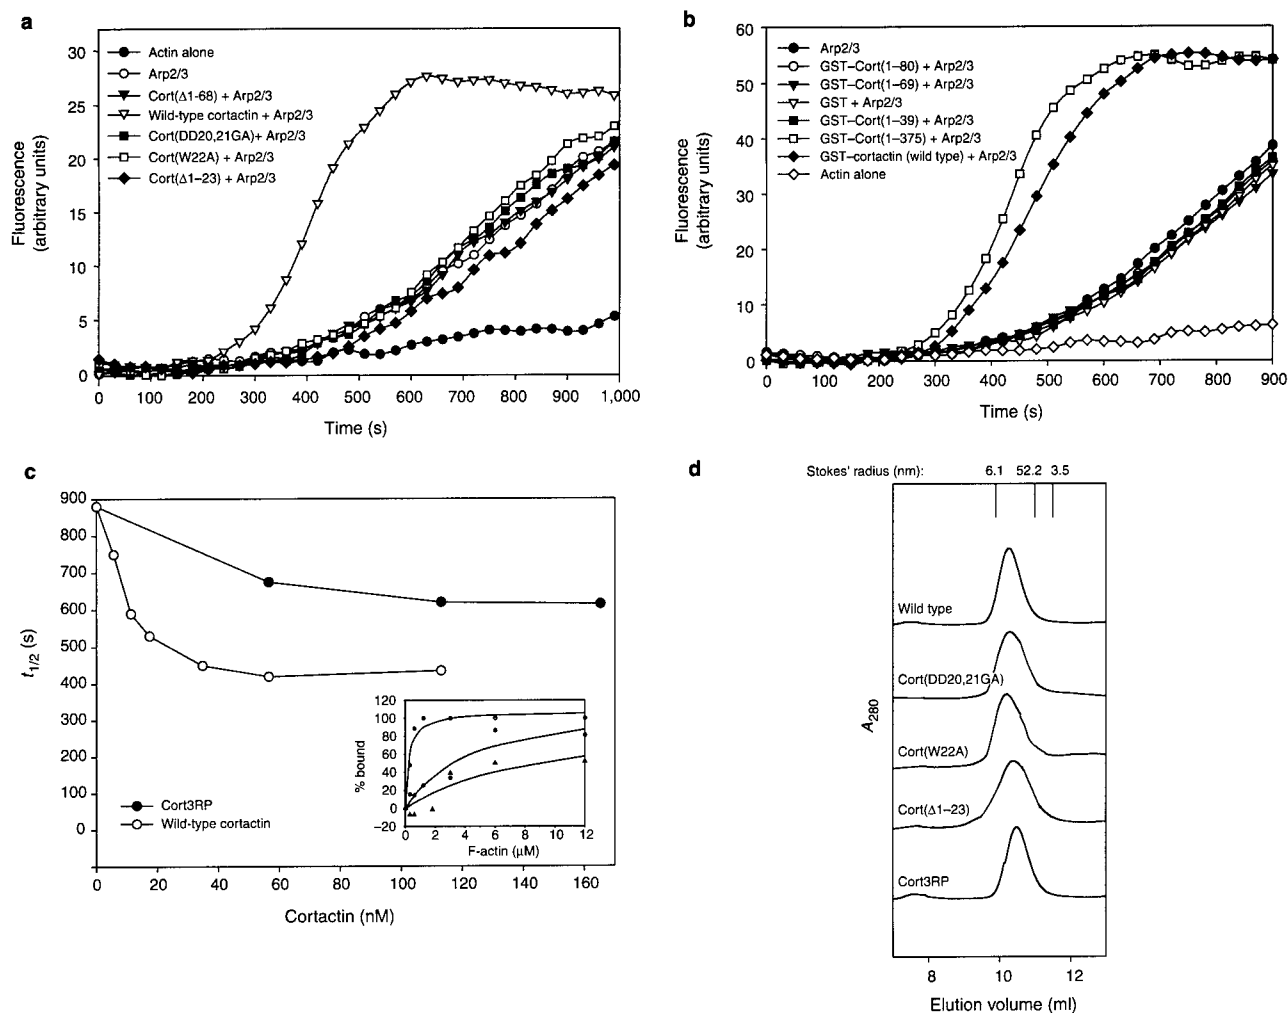 a
30
25
20
15
10
5
0
Fluorescence
(arbitrary units)
Actin alone
Arp2/3
Cort(Δ1-68) + Arp2/3
Wild-type cortactin + Arp2/3
Cort(DD20,21GA)+ Arp2/3
Cort(W22A) + Arp2/3
Cort(Δ1–23) + Arp2/3
0 100 200 300 400 500 600 700 800 900 1,000
Time (s)
b
60
50
40
30
20
10
0
Fluorescence
(arbitrary units)
Arp2/3
GST–Cort(1–80) + Arp2/3
GST–Cort(1–69) + Arp2/3
GST + Arp2/3
GST–Cort(1–39) + Arp2/3
GST–Cort(1–375) + Arp2/3
GST–cortactin (wild type) + Arp2/3
Actin alone
0 100 200 300 400 500 600 700 800 900
Time (s)
c
900
800
700
600
500
400
300
200
100
0
t1/2 (s)
Cort3RP
Wild-type cortactin
0 20 40 60 80 100 120 140 160
Cortactin (nM)
120
100
80
60
40
20
0
–20
% bound
0 2 4 6 8 10 12
F-actin (μM)
d
Stokes' radius (nm): 6.1 52.2 3.5
Wild type
Cort(DD20,21GA)
Cort(W22A)
Cort(Δ1–23)
Cort3RP
A280
8 10 12
Elution volume (ml)